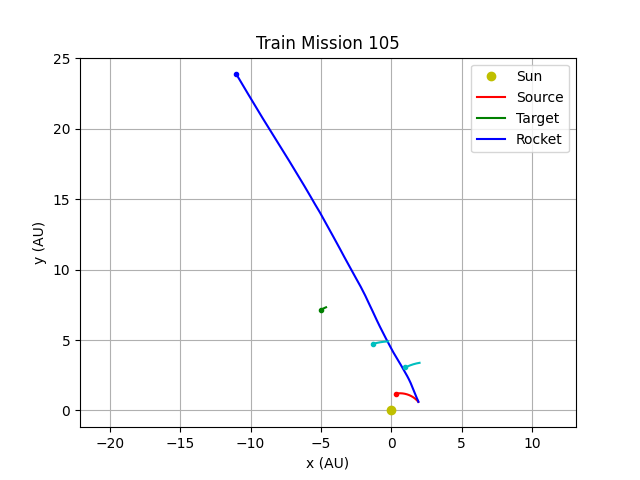 Train Mission 105
Sun
Source
Target
Rocket
25
20
15
10
5
0
y (AU)
−20 −15 −10 −5 0 5 10
x (AU)